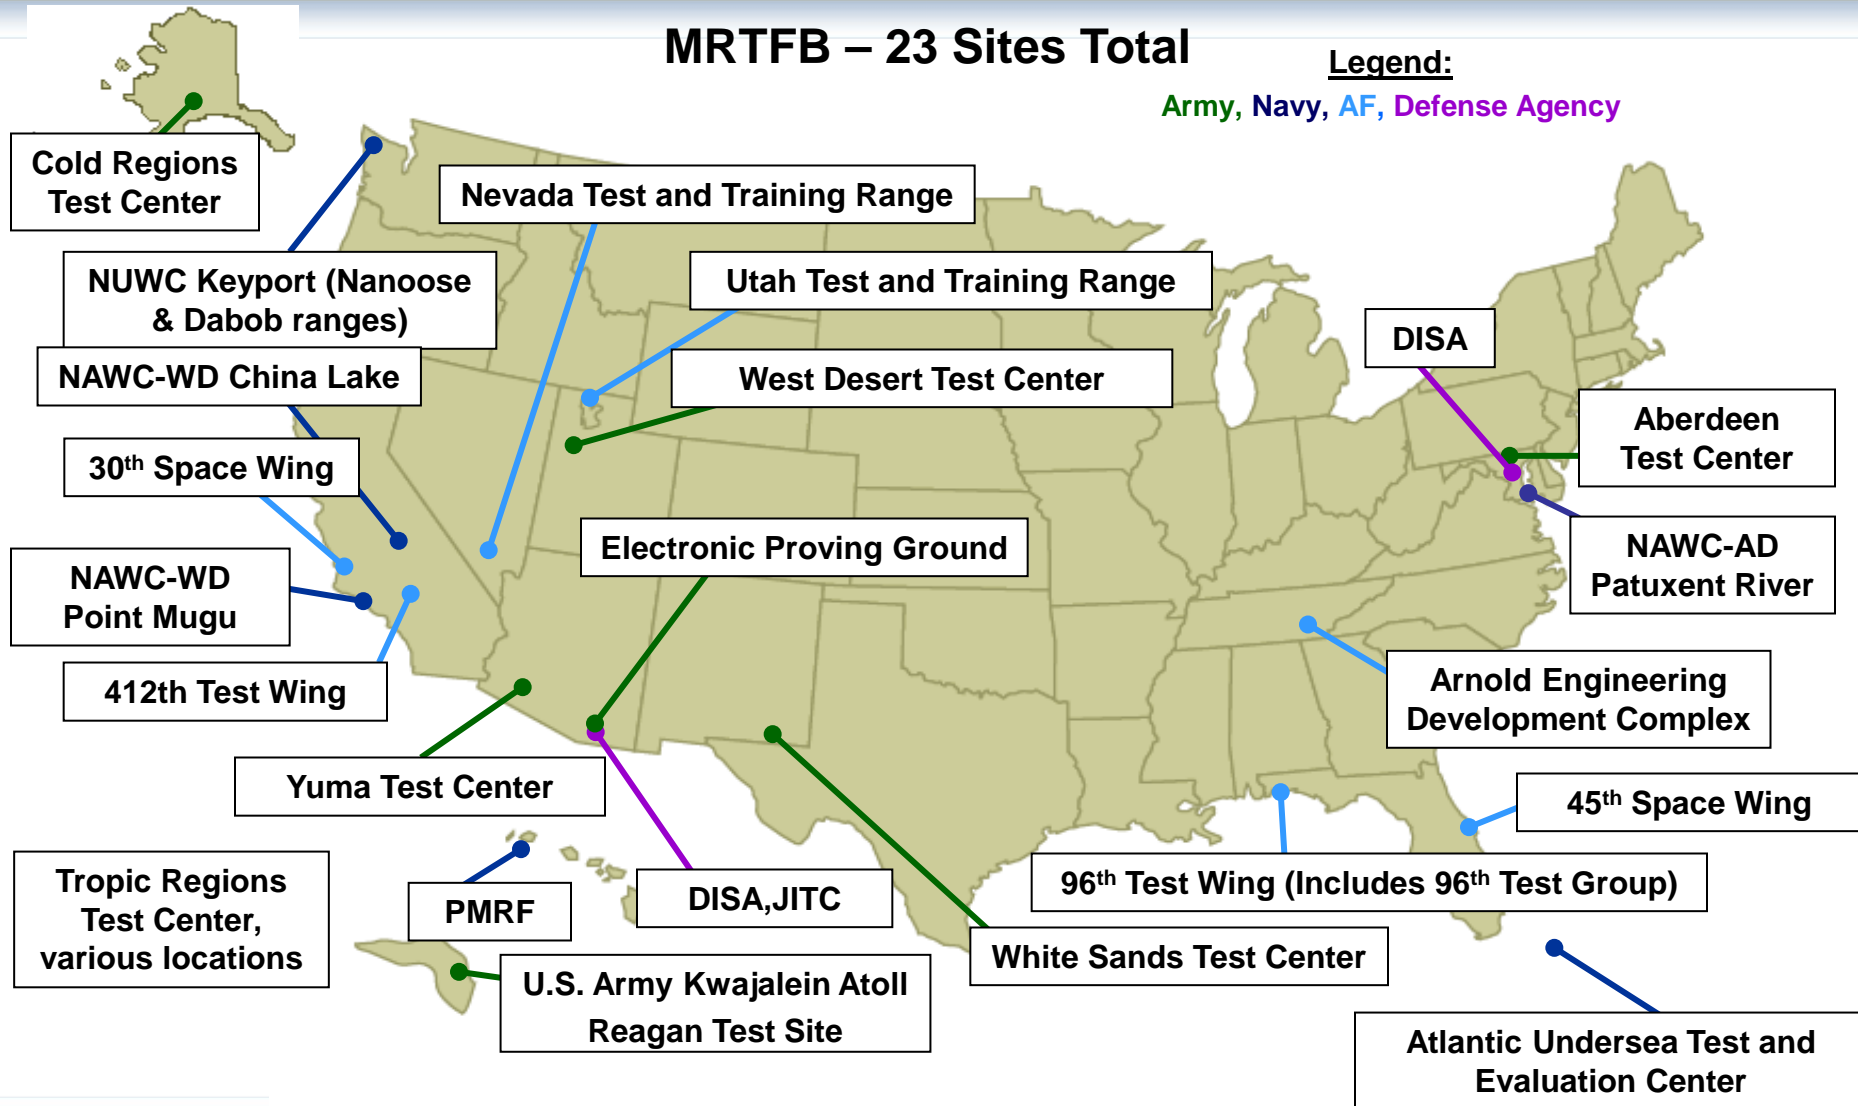 MRTFB – 23 Sites Total
Legend:
Army, Navy, AF, Defense Agency
Cold Regions
Test Center
Nevada Test and Training Range
NUWC Keyport (Nanoose
& Dabob ranges)
Utah Test and Training Range
DISA
NAWC-WD China Lake
West Desert Test Center
Aberdeen
Test Center
30th Space Wing
Electronic Proving Ground
NAWC-AD
Patuxent River
NAWC-WD
Point Mugu
412th Test Wing
Arnold Engineering
Development Complex
Yuma Test Center
45th Space Wing
Tropic Regions
Test Center,
various locations
PMRF
DISA,JITC
96th Test Wing (Includes 96th Test Group)
White Sands Test Center
U.S. Army Kwajalein Atoll
Reagan Test Site
Atlantic Undersea Test and
Evaluation Center